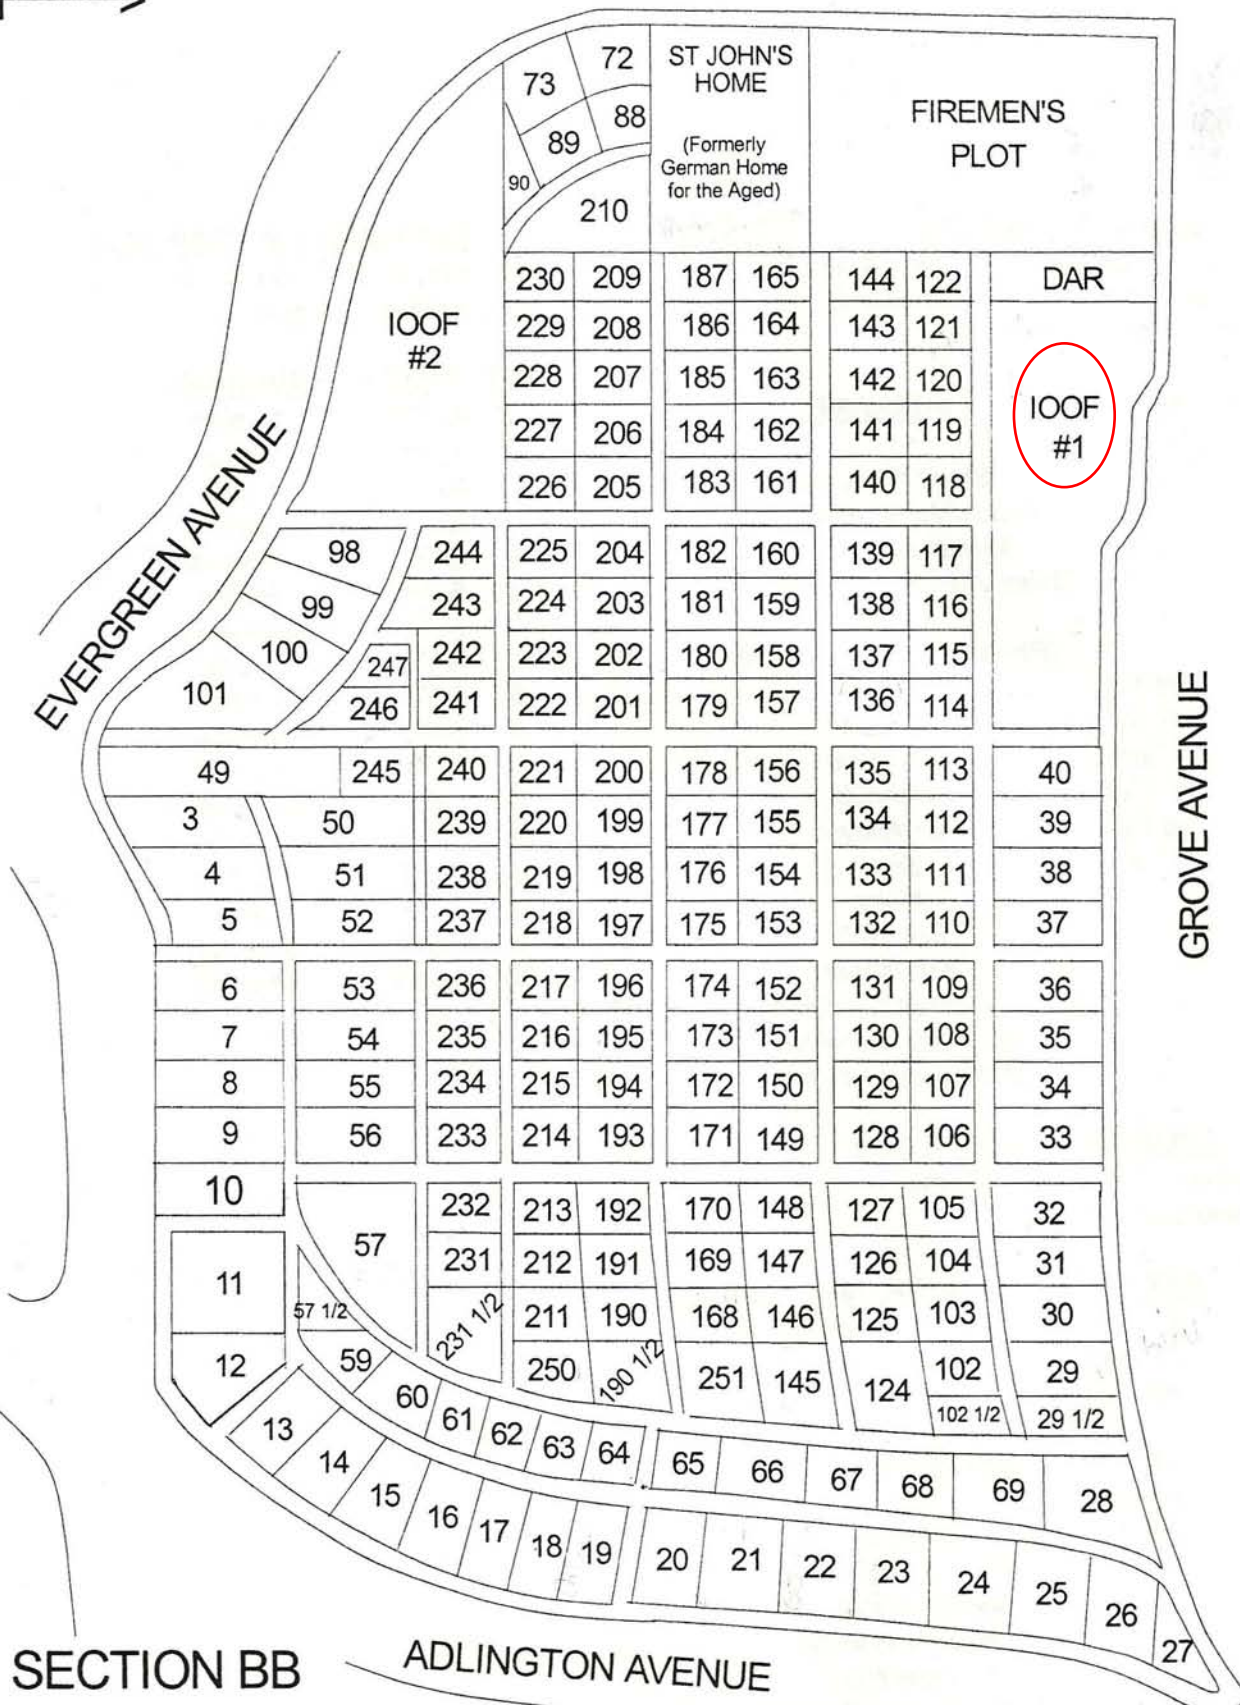 72 ST JOHN'S
73 HOME
FIREMEN'S
88
PLOT
89 (Formerly
German Home
90 for the Aged)
210
230 209 187 165 144 122 DAR
IOOF 229 208 186 164 143 121
#2
228 207 185 163 142 120
IOOF
227 206 184 162 141 119
#1
226 205 183 161 140 118
EVERGREEN AVENUE
98 244 225 204 182 160 139 117
99 243 224 203 181 159 138 116
100 247 242 223 202 180 158 137 115
101 246 241 222 201 179 157 136 114
GROVE AVENUE
49 245 240 221 200 178 156 135 113 40
3 50 239 220 199 177 155 134 112 39
4 51 238 219 198 176 154 133 111 38
5 52 237 218 197 175 153 132 110 37
6 53 236 217 196 174 152 131 109 36
7 54 235 216 195 173 151 130 108 35
8 55 234 215 194 172 150 129 107 34
9 56 233 214 193 171 149 128 106 33
10 232 213 192 170 148 127 105 32
57 231 212 191 169 147 126 104 31
11
57 1/2 231 1/2 211 190 168 146 125 103 30
12 59 250 190 1/2 251 145 124 102 29
60 102 1/2 29 1/2
13 61 62 63 64 65 66 67 68 69 28
14 15 16 17 18 19 20 21 22 23 24 25 26
27
SECTION BB ADLINGTON AVENUE